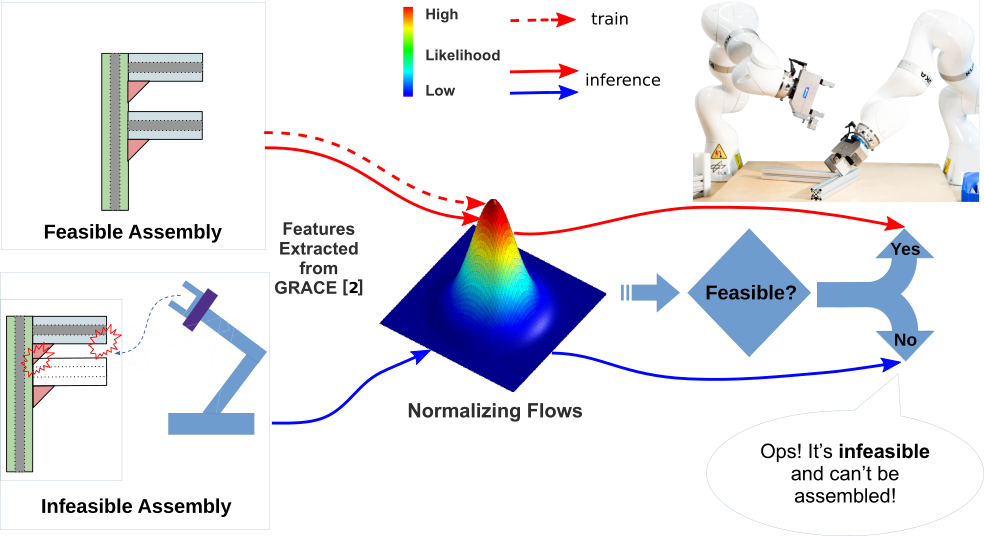 High
Likelihood
Low
train
inference
Feasible Assembly
Features
Extracted
from
GRACE [2]
Feasible?
Yes
No
Normalizing Flows
Infeasible Assembly
Ops! It's infeasible
and can't be
assembled!